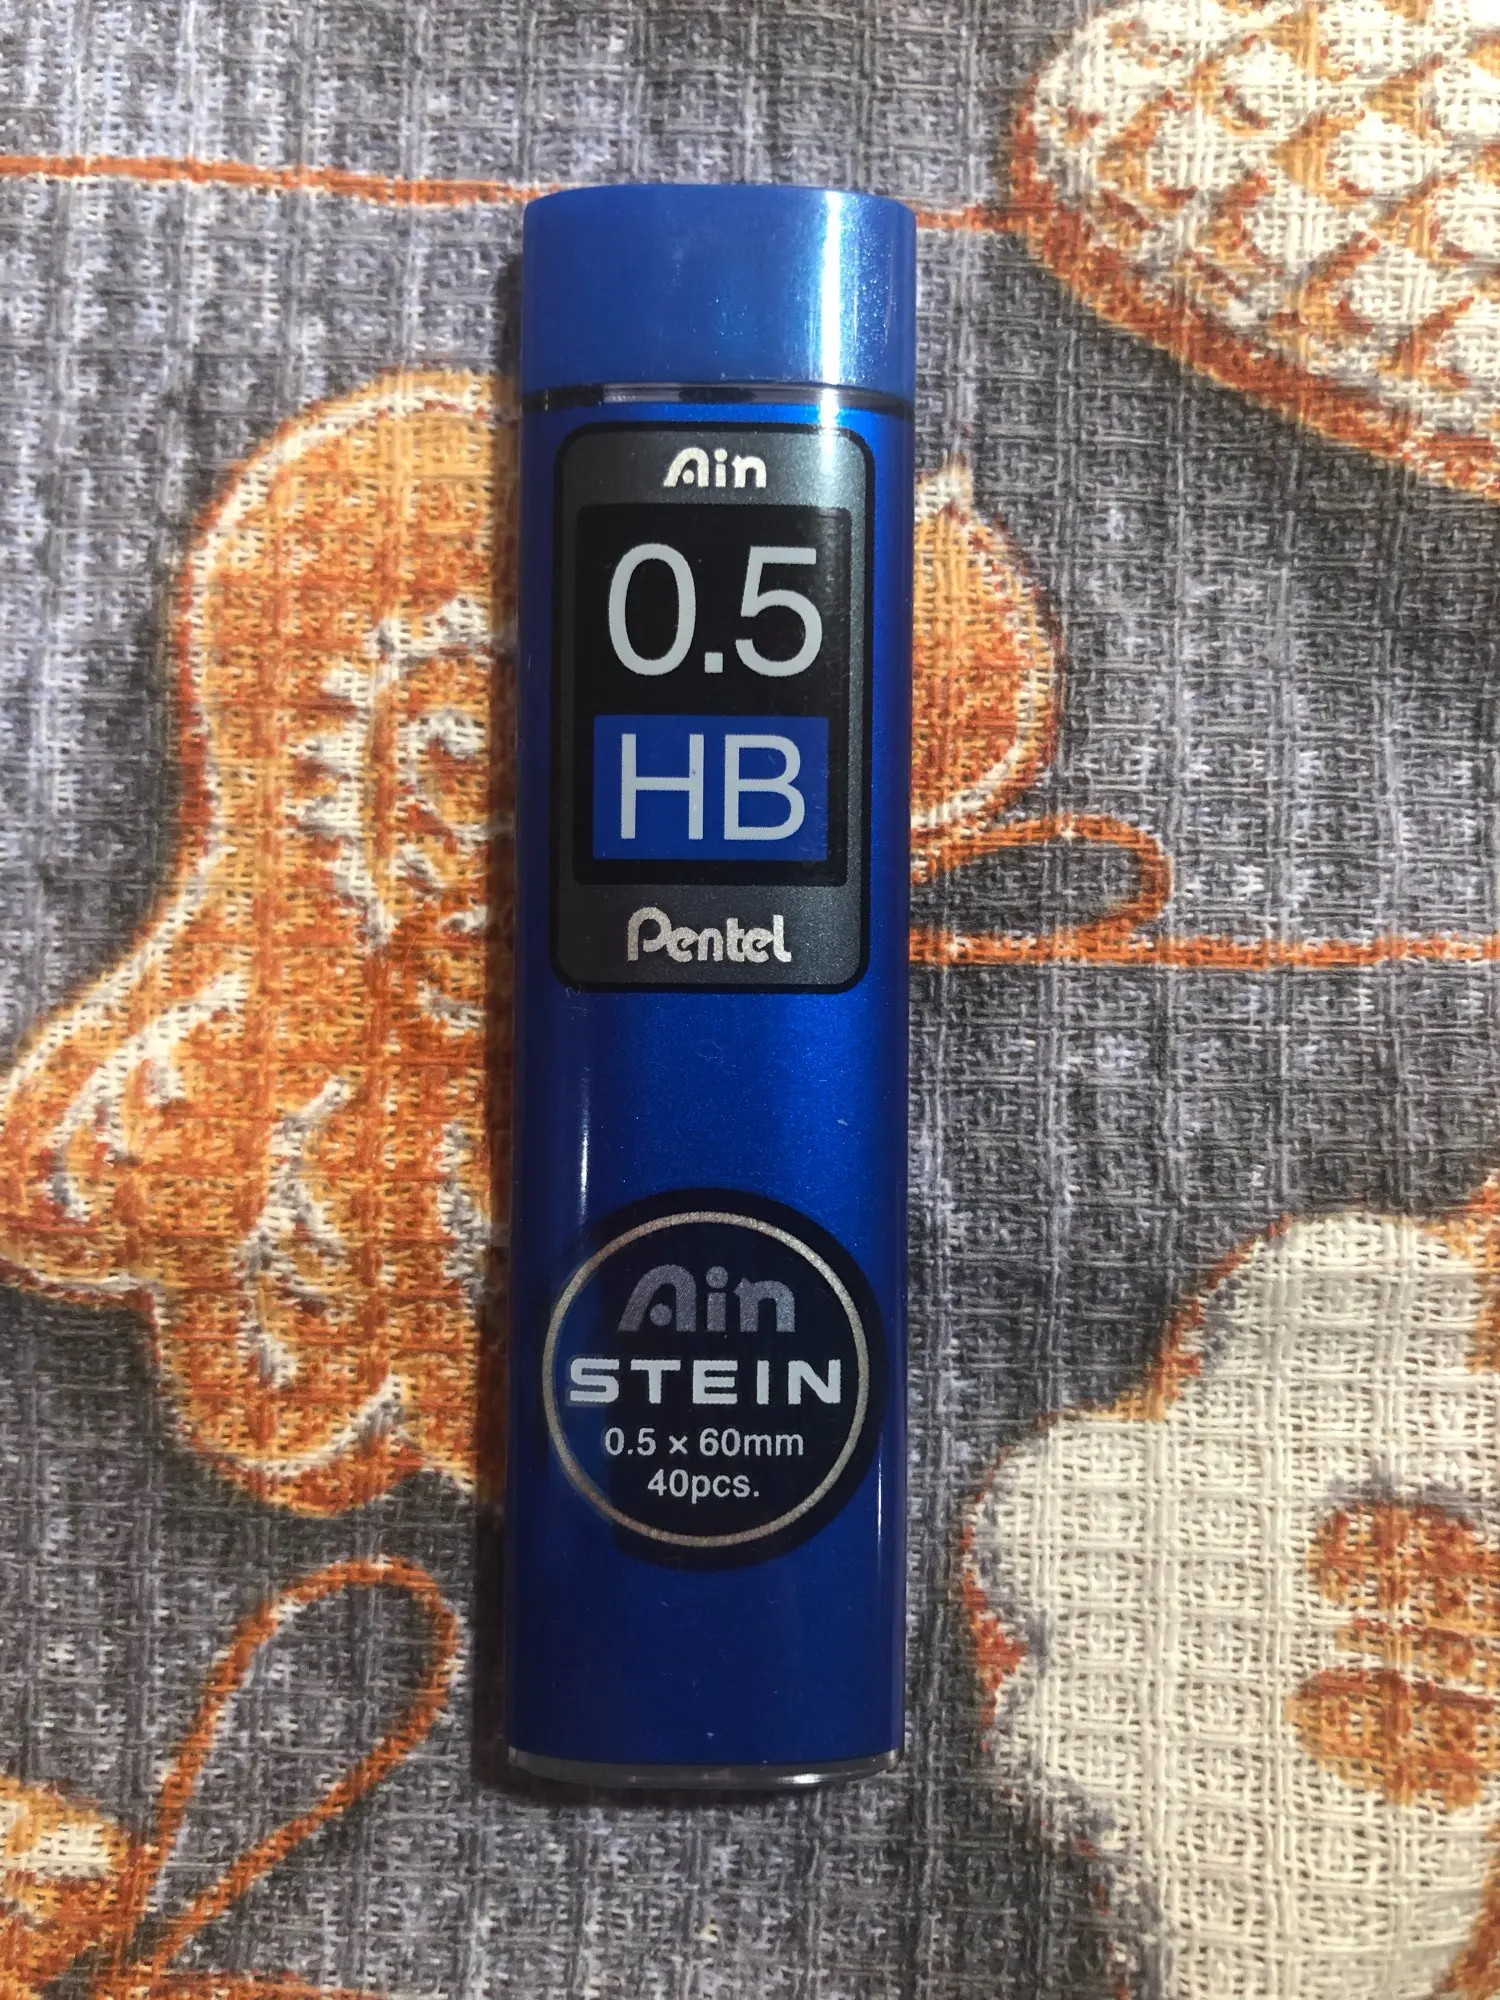 Ain
0.5
HB
Pentel
Ain
STEIN
0.5 × 60mm
40pcs.